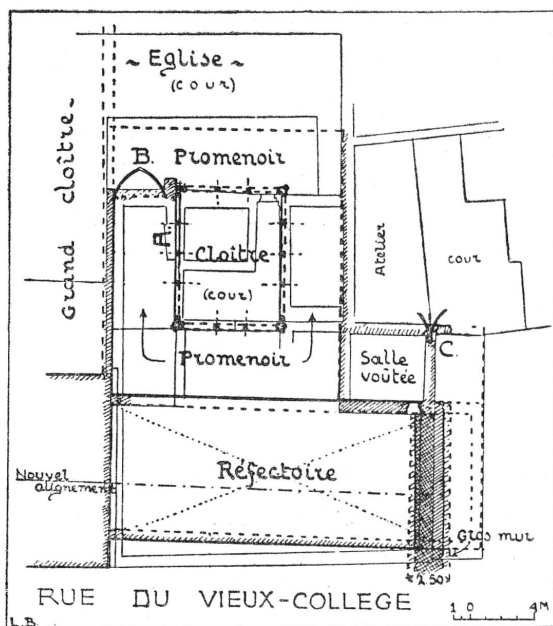 ~ Eglise ~
(cour)
Grand cloître ~
B. Promenoir
Cloître
(cour)
Atelier
cour
Promenoir
Salle
voûtée
C.
Réfectoire
Nouvel
alignement
Gros mur
2.50
RUE DU VIEUX-COLLEGE
1 0 4M
L.B.